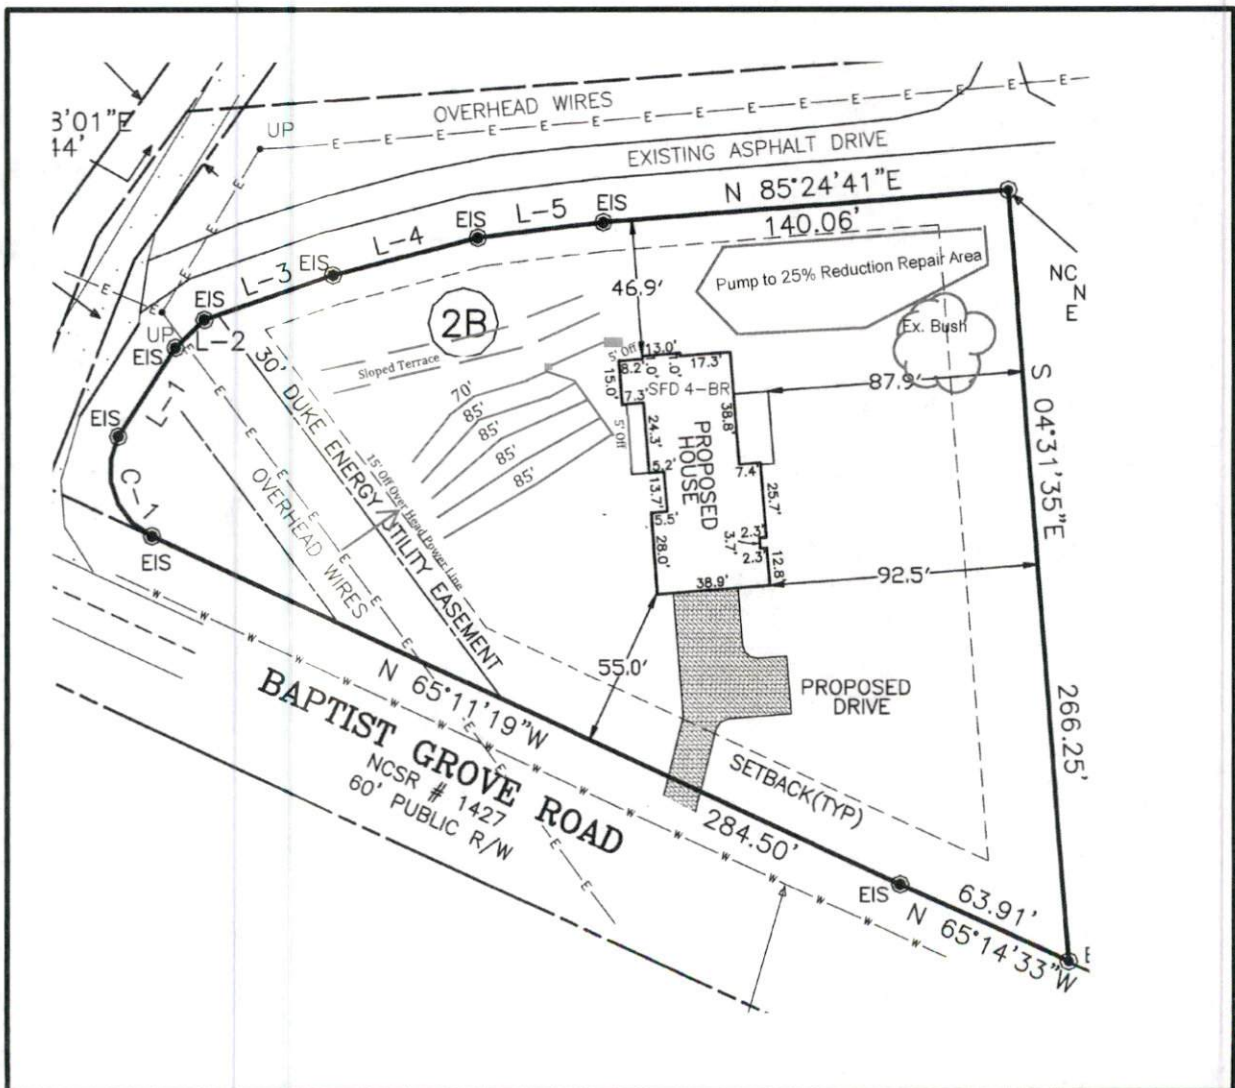 3'01"E
44'
OVERHEAD WIRES
UP
EXISTING ASPHALT DRIVE
N 85°24'41"E
140.06'
EIS
L-5
EIS
L-4
EIS
L-3
EIS
L-2
UP
EIS
L-1
EIS
C-1
EIS
NC
N
E
46.9'
Pump to 25% Reduction Repair Area
Ex. Bush
2B
Sloped Terrace
70'
85'
85'
85'
85'
5' Off
5' Off
13.0'
8.2'
1.0'
1.0'
17.3'
15.0'
7.3'
SFD 4-BR
38.8'
87.9'
24.3'
PROPOSED
HOUSE
5.2'
7.4'
13.7'
25.7'
5.5'
2.3'
3.7'
2.3'
28.0'
12.8'
38.9'
92.5'
S 04°31'35"E
266.25'
30' DUKE ENERGY UTILITY EASEMENT
15' Off Over Head Power Line
OVERHEAD WIRES
55.0'
PROPOSED
DRIVE
SETBACK(TYP)
N 65°11'19"W
284.50'
BAPTIST GROVE ROAD
NCSR # 1427
60' PUBLIC R/W
EIS
63.91'
N 65°14'33"W
E E E E E E E E
W W W W W W W W